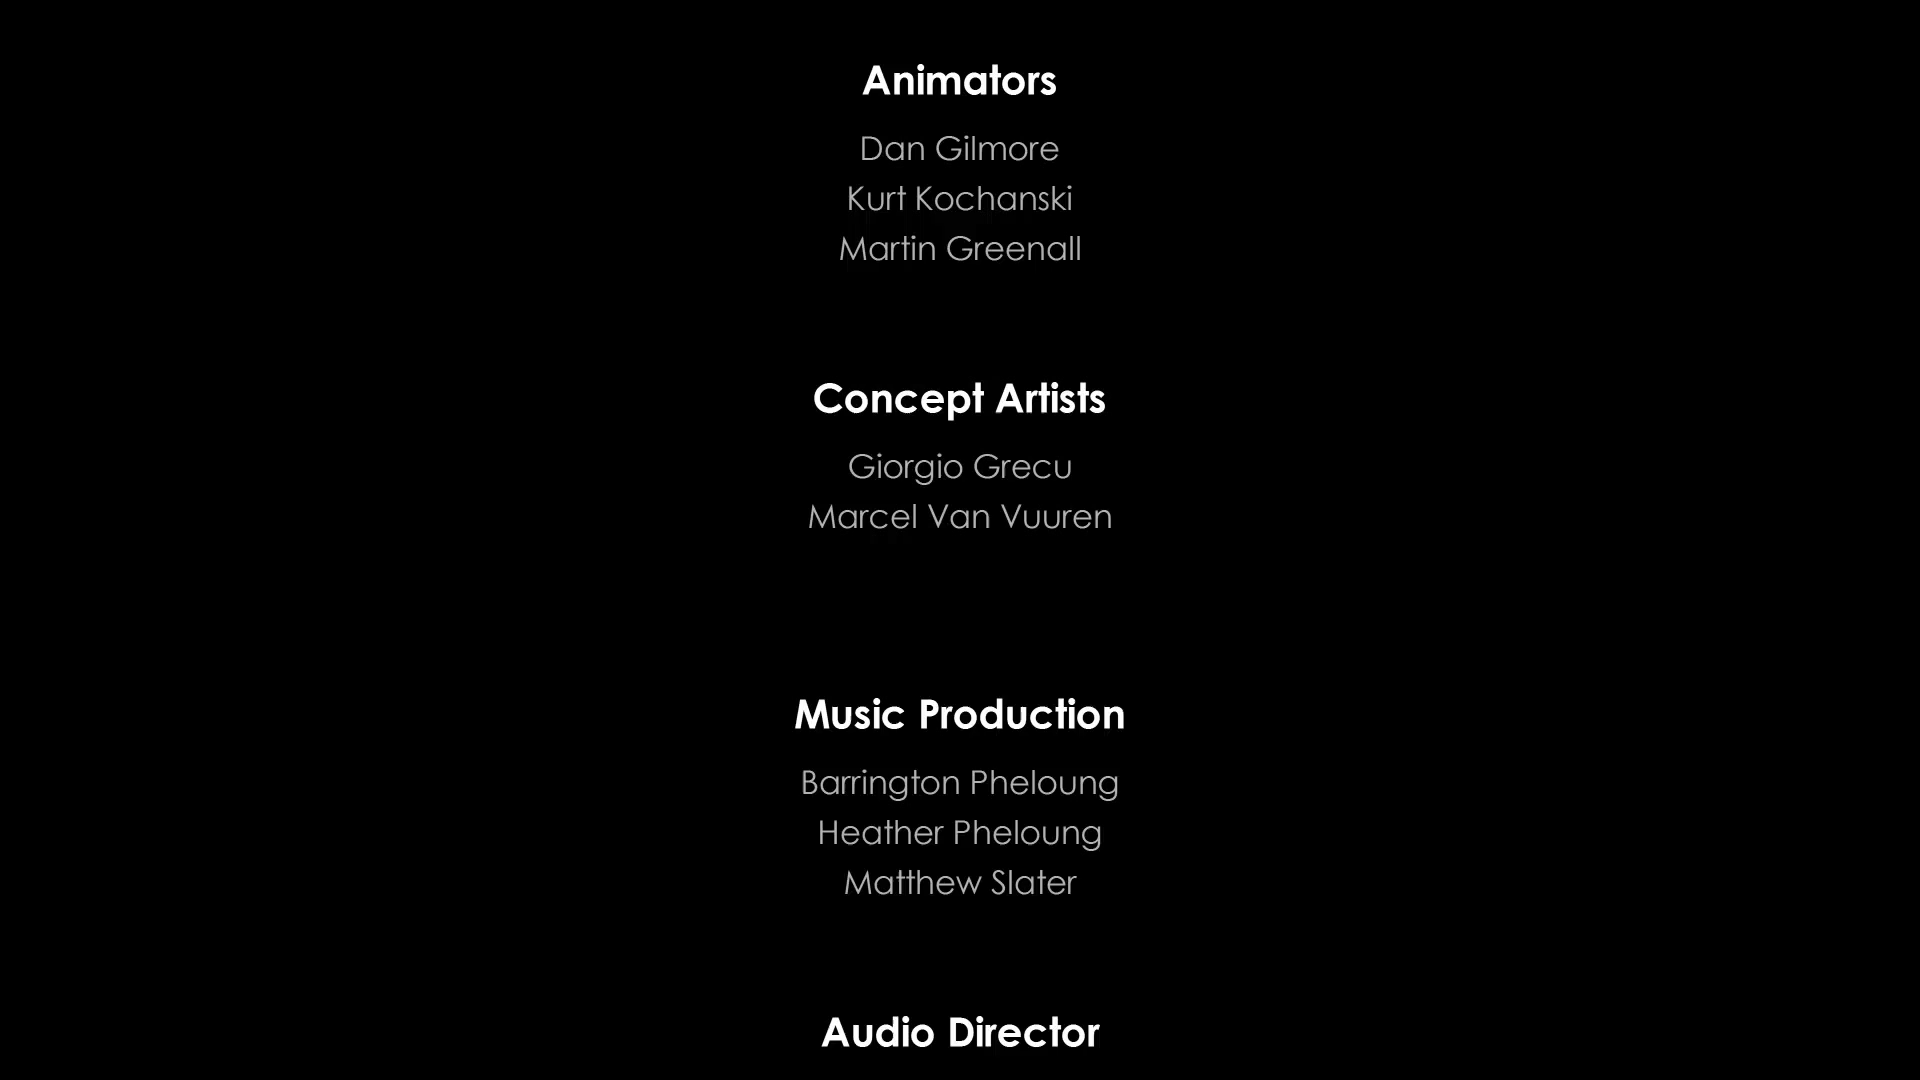 Animators
Dan Gilmore
Kurt Kochanski
Martin Greenall
Concept Artists
Giorgio Grecu
Marcel Van Vuuren
Music Production
Barrington Pheloung
Heather Pheloung
Matthew Slater
Audio Director